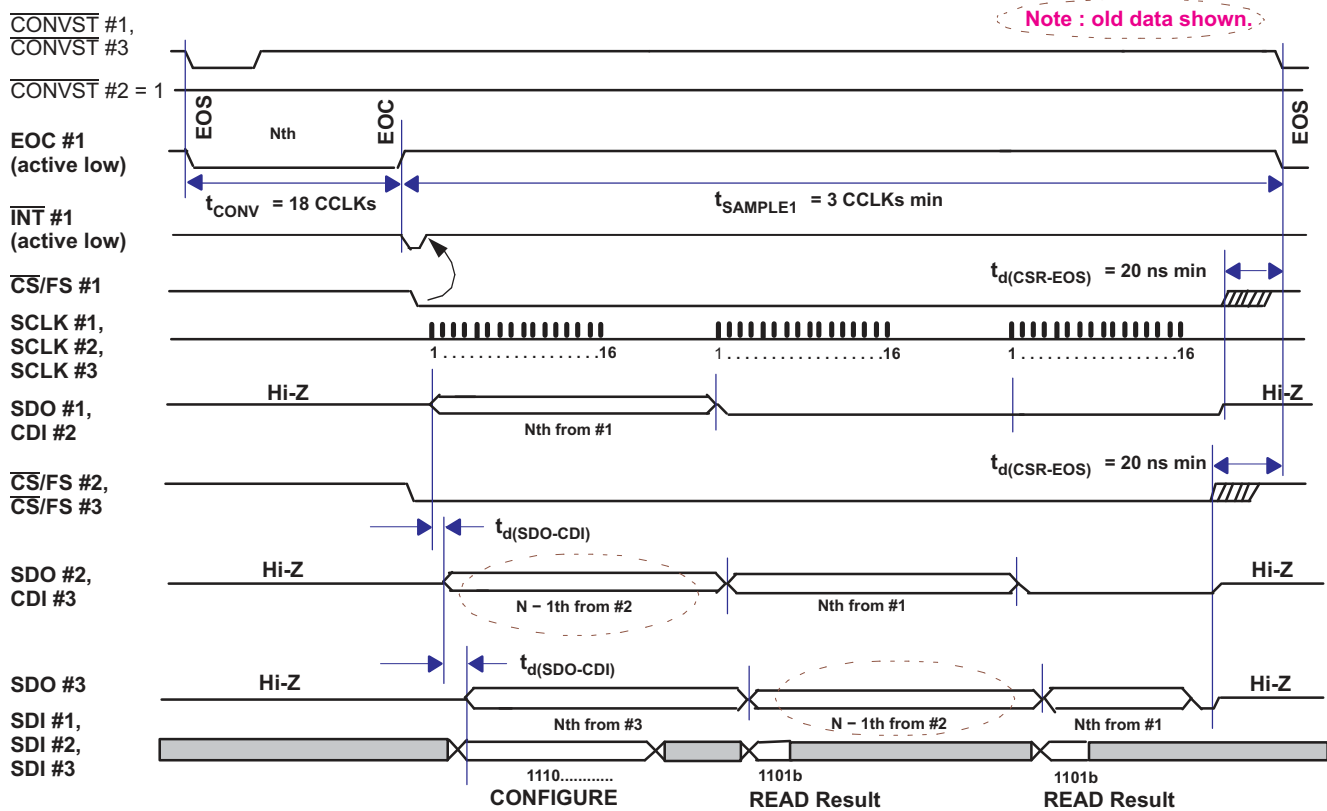 Note : old data shown.
CONVST #1,
CONVST #3
CONVST #2 = 1
EOS
EOC
EOS
Nth
EOC #1
(active low)
tCONV = 18 CCLKs
tSAMPLE1 = 3 CCLKs min
INT #1
(active low)
td(CSR-EOS) = 20 ns min
CS/FS #1
SCLK #1,
SCLK #2,
SCLK #3
1 . . . . . . . . . . . . . . . . . .16
1 . . . . . . . . . . . . . . . . . .16
1 . . . . . . . . . . . . . . . . . .16
Hi-Z
Hi-Z
SDO #1,
CDI #2
Nth from #1
td(CSR-EOS) = 20 ns min
CS/FS #2,
CS/FS #3
td(SDO-CDI)
Hi-Z
Hi-Z
SDO #2,
CDI #3
N − 1th from #2
Nth from #1
td(SDO-CDI)
SDO #3
Hi-Z
Hi-Z
Nth from #3
N − 1th from #2
Nth from #1
SDI #1,
SDI #2,
SDI #3
1110............
1101b
1101b
CONFIGURE
READ Result
READ Result